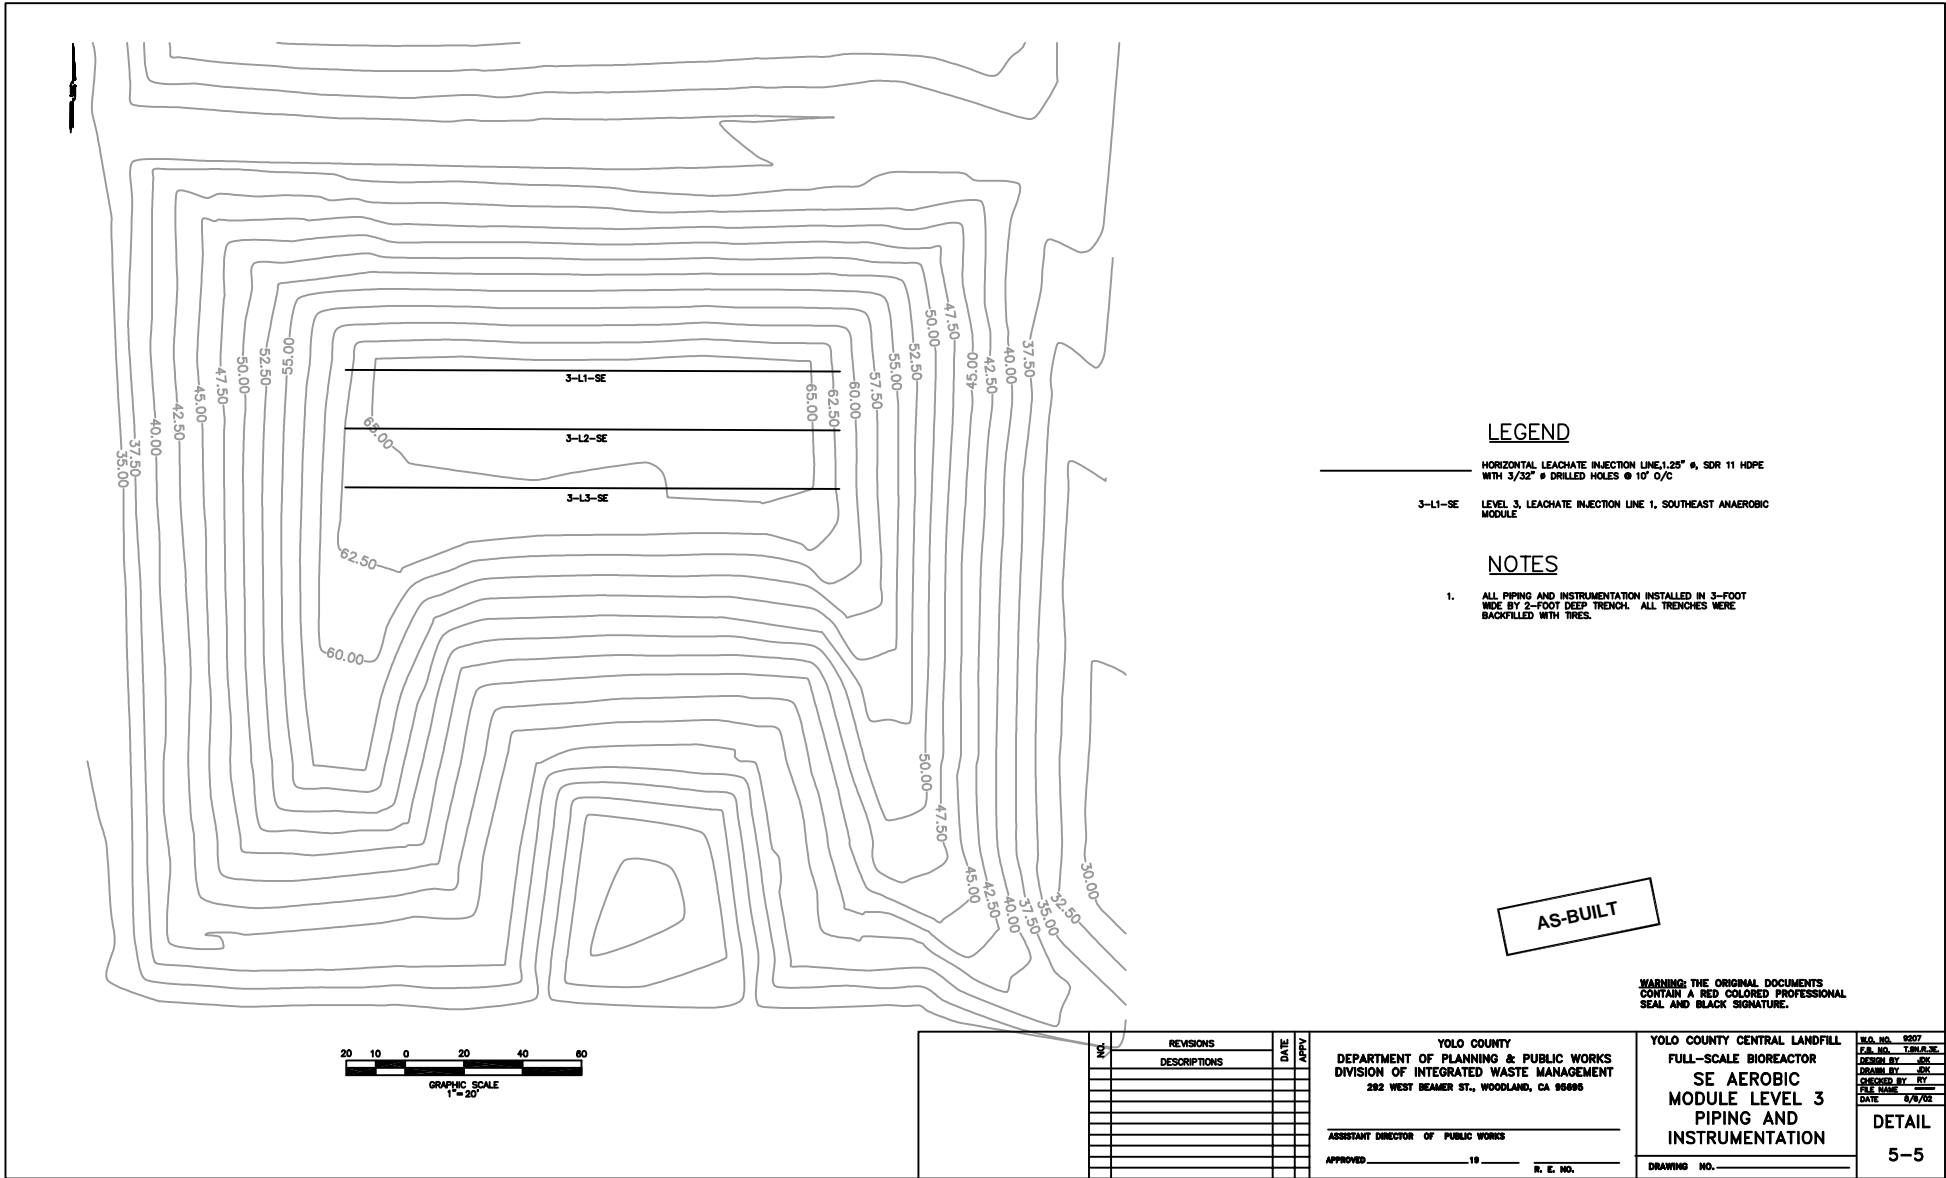 50.00
47.50
52.50
55.00
37.50
40.00
42.50
45.00
57.50
60.00
62.50
65.00
55.00
52.50
50.00
47.50
45.00
42.50
40.00
37.50
35.00
65.00
62.50
60.00
50.00
47.50
45.00
42.50
40.00
37.50
35.00
32.50
30.00
3-L1-SE
3-L2-SE
3-L3-SE
LEGEND
HORIZONTAL LEACHATE INJECTION LINE,1.25" ø, SDR 11 HDPE
WITH 3/32" ø DRILLED HOLES @ 10' O/C
3-L1-SE LEVEL 3, LEACHATE INJECTION LINE 1, SOUTHEAST ANAEROBIC
MODULE
NOTES
1. ALL PIPING AND INSTRUMENTATION INSTALLED IN 3-FOOT
WIDE BY 2-FOOT DEEP TRENCH. ALL TRENCHES WERE
BACKFILLED WITH TIRES.
AS-BUILT
WARNING: THE ORIGINAL DOCUMENTS
CONTAIN A RED COLORED PROFESSIONAL
SEAL AND BLACK SIGNATURE.
20 10 0 20 40 60
GRAPHIC SCALE
1"=20'
NO.
REVISIONS
DESCRIPTIONS
DATE
APPV
YOLO COUNTY
DEPARTMENT OF PLANNING & PUBLIC WORKS
DIVISION OF INTEGRATED WASTE MANAGEMENT
292 WEST BEAMER ST., WOODLAND, CA 95695
ASSISTANT DIRECTOR OF PUBLIC WORKS
APPROVED 19
R. E. NO.
YOLO COUNTY CENTRAL LANDFILL
FULL-SCALE BIOREACTOR
SE AEROBIC
MODULE LEVEL 3
PIPING AND
INSTRUMENTATION
DRAWING NO.
W.O. NO. 9207
F.B. NO.
DESIGN BY JDK
DRAWN BY JDK
CHECKED BY RY
FILE NAME
DATE
DETAIL
5-5